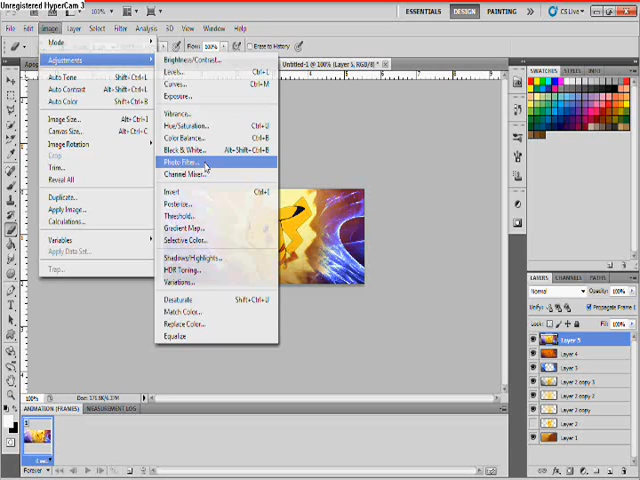 Unregistered HyperCam 3
100%
ESSENTIALS
DESIGN
PAINTING
CS Live
File
Edit
Image
Layer
Select
Filter
Analysis
View
Window
Help
Flow: 100%
Erase to History
Untitled-1 @ 100% (Layer 5, RGB/8) *
Mode
Adjustments
Auto Tone Shift+Ctrl+L
Auto Contrast Alt+Shift+Ctrl+L
Auto Color Shift+Ctrl+B
Image Size... Alt+Ctrl+I
Canvas Size... Alt+Ctrl+C
Image Rotation
Crop
Trim...
Reveal All
Duplicate...
Apply Image...
Calculations...
Variables
Apply Data Set...
Trap...
Brightness/Contrast...
Levels... Ctrl+L
Curves... Ctrl+M
Exposure...
Vibrance...
Hue/Saturation... Ctrl+U
Color Balance... Ctrl+B
Black & White... Alt+Shift+Ctrl+B
Photo Filter...
Channel Mixer...
Invert Ctrl+I
Posterize...
Threshold...
Gradient Map...
Selective Color...
Shadows/Highlights...
HDR Toning...
Variations...
Desaturate Shift+Ctrl+U
Match Color...
Replace Color...
Equalize
SWATCHES
STYLES
INFO
LAYERS
CHANNELS
PATHS
Normal
Opacity: 100%
Unify:
Propagate Frame 1
Lock:
Fill: 100%
Layer 5
Layer 4
Layer 3
Layer 2 copy 3
Layer 2 copy 2
Layer 2 copy
Layer 2
Layer 1
100%
ANIMATION (FRAMES)
MEASUREMENT LOG
1
Forever